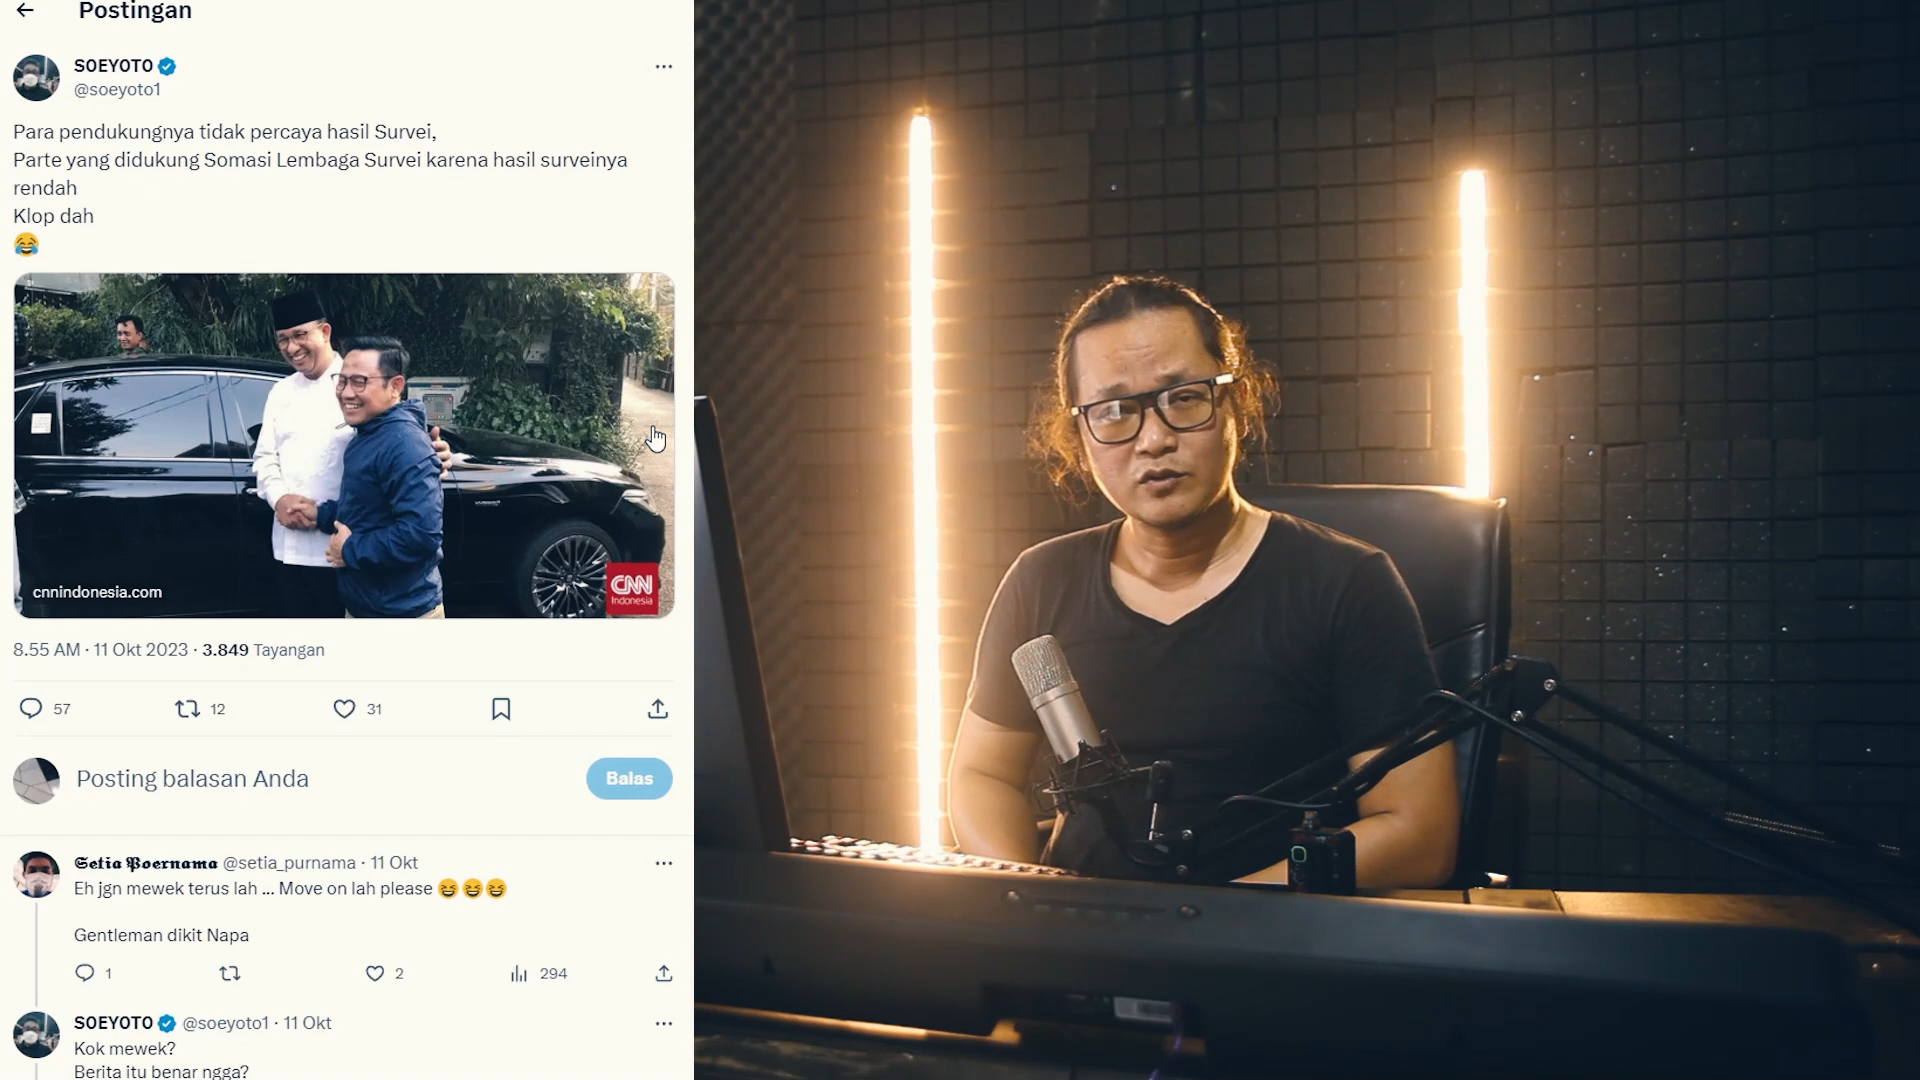 Postingan
SOEYOTO
@soeyoto1
Para pendukungnya tidak percaya hasil Survei,
Parte yang didukung Somasi Lembaga Survei karena hasil surveinya
rendah
Klop dah
😂
cnnindonesia.com
CNN
Indonesia
8.55 AM · 11 Okt 2023 · 3.849 Tayangan
57 12 31
Posting balasan Anda
Balas
𝕾𝖊𝖙𝖎𝖆 𝕻𝖔𝖊𝖗𝖓𝖆𝖒𝖆 @setia_purnama · 11 Okt
Eh jgn mewek terus lah ... Move on lah please 😆😆😆
Gentleman dikit Napa
1 2 294
SOEYOTO @soeyoto1 · 11 Okt
Kok mewek?
Berita itu benar ngga?